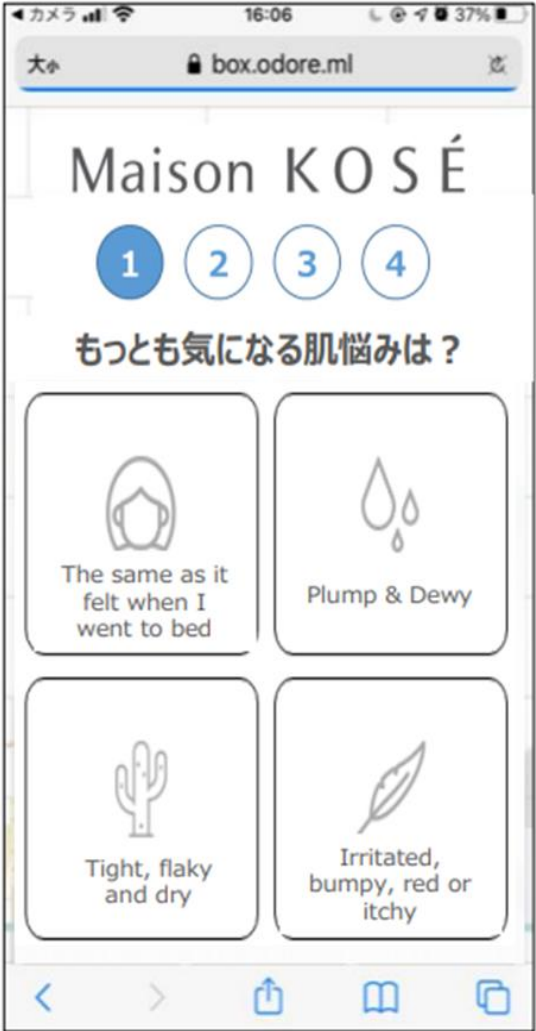 カメラ 16:06 37%
大小 box.odore.ml
Maison KOSÉ
1 2 3 4
もっとも気になる肌悩みは？
The same as it
felt when I
went to bed
Plump & Dewy
Tight, flaky
and dry
Irritated,
bumpy, red or
itchy